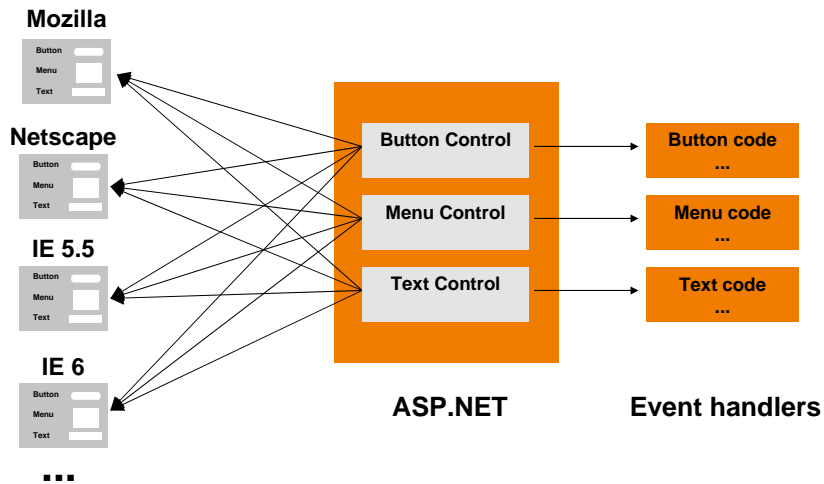 Mozilla
Button
Menu
Text
Netscape
Button
Menu
Text
IE 5.5
Button
Menu
Text
IE 6
Button
Menu
Text
...
Button Control
Menu Control
Text Control
ASP.NET
Button code
...
Menu code
...
Text code
...
Event handlers